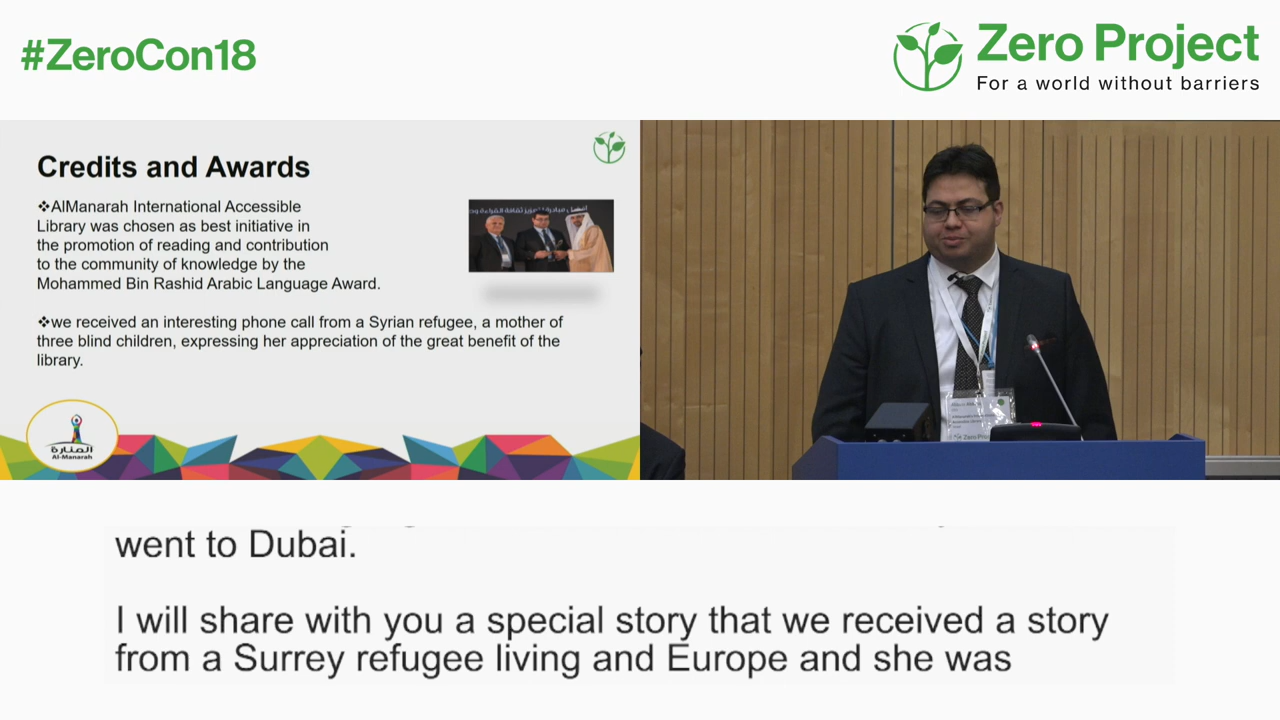 #ZeroCon18
Zero Project
For a world without barriers
Credits and Awards
❖AlManarah International Accessible
Library was chosen as best initiative in
the promotion of reading and contribution
to the community of knowledge by the
Mohammed Bin Rashid Arabic Language Award.
❖we received an interesting phone call from a Syrian refugee, a mother of
three blind children, expressing her appreciation of the great benefit of the
library.
المنارة
Al-Manarah
Zero Proj
went to Dubai.
I will share with you a special story that we received a story
from a Surrey refugee living and Europe and she was